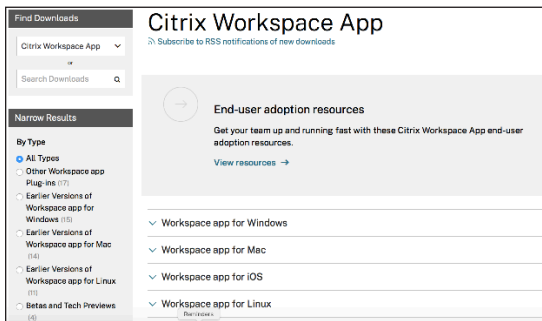 Find Downloads
Citrix Workspace App
or
Search Downloads
Narrow Results
By Type
All Types
Other Workspace app
Plug-ins (17)
Earlier Versions of
Workspace app for
Windows (15)
Earlier Versions of
Workspace app for Mac
(14)
Earlier Versions of
Workspace app for Linux
(11)
Betas and Tech Previews
(4)
Citrix Workspace App
Subscribe to RSS notifications of new downloads
End-user adoption resources
Get your team up and running fast with these Citrix Workspace App end-user
adoption resources.
View resources →
Workspace app for Windows
Workspace app for Mac
Workspace app for iOS
Workspace app for Linux
Reminders